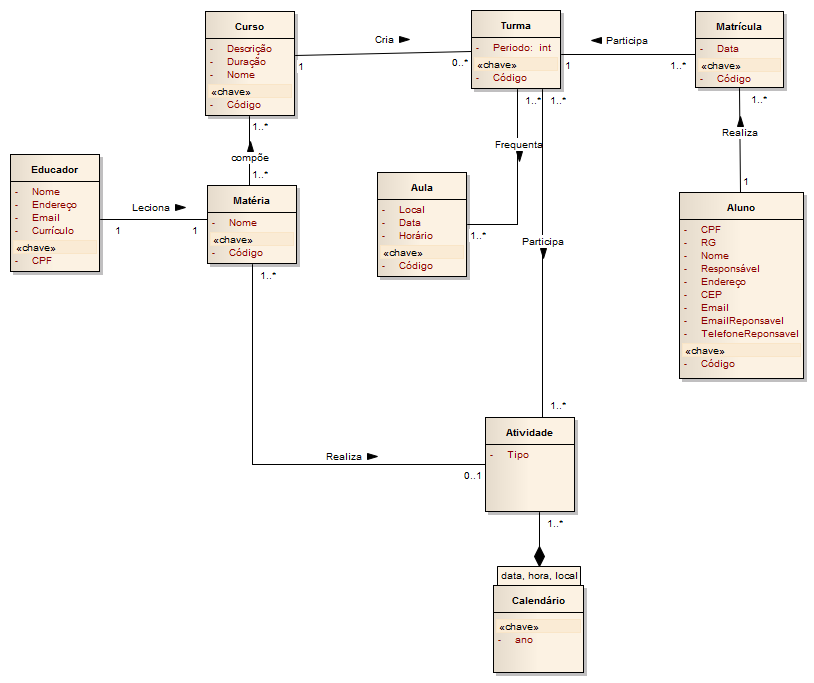 Curso
- Descrição
- Duração
- Nome
«chave»
- Código
1
Cria
0..*
Turma
- Periodo: int
«chave»
- Código
1
Participa
1..*
Matrícula
- Data
«chave»
- Código
1..*
compõe
1..*
1..*
1..*
Frequenta
1..*
Realiza
1
Educador
- Nome
- Endereço
- Email
- Currículo
«chave»
- CPF
Leciona
1
1
Matéria
- Nome
«chave»
- Código
1..*
Aula
- Local
- Data
- Horário
«chave»
- Código
1..*
Participa
1..*
Aluno
- CPF
- RG
- Nome
- Responsável
- Endereço
- CEP
- Email
- EmailReponsavel
- TelefoneReponsavel
«chave»
- Código
Realiza
0..1
Atividade
- Tipo
1..*
data, hora, local
Calendário
«chave»
- ano